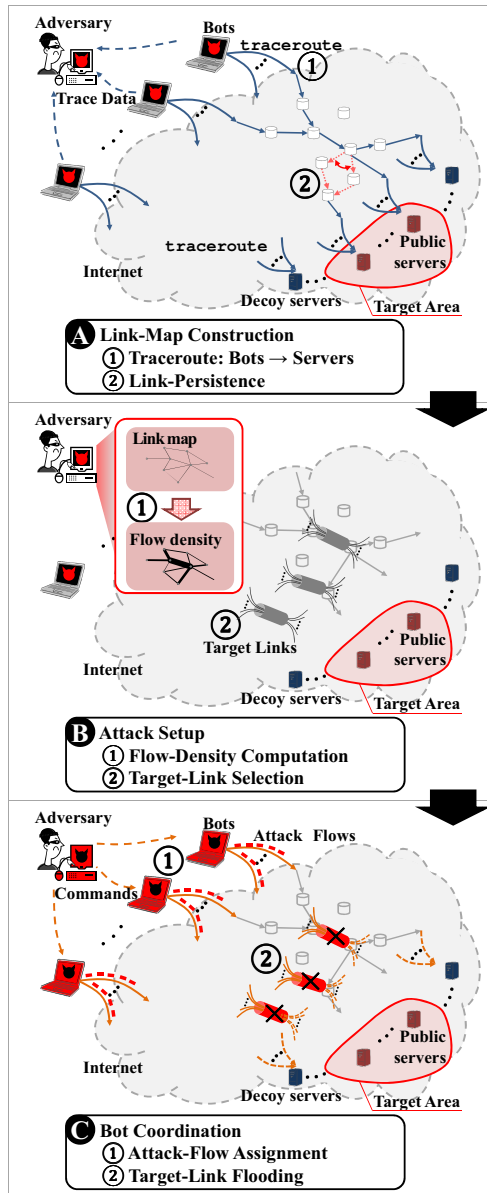 Adversary
Bots
traceroute
1
Trace Data
2
traceroute
Internet
Public
servers
Decoy servers
Target Area
A Link-Map Construction
1 Traceroute: Bots → Servers
2 Link-Persistence
Adversary
Link map
1
Flow density
2
Target Links
Public
servers
Internet
Decoy servers
Target Area
B Attack Setup
1 Flow-Density Computation
2 Target-Link Selection
Adversary
Bots
Attack Flows
1
Commands
2
Internet
Public
servers
Decoy servers
Target Area
C Bot Coordination
1 Attack-Flow Assignment
2 Target-Link Flooding